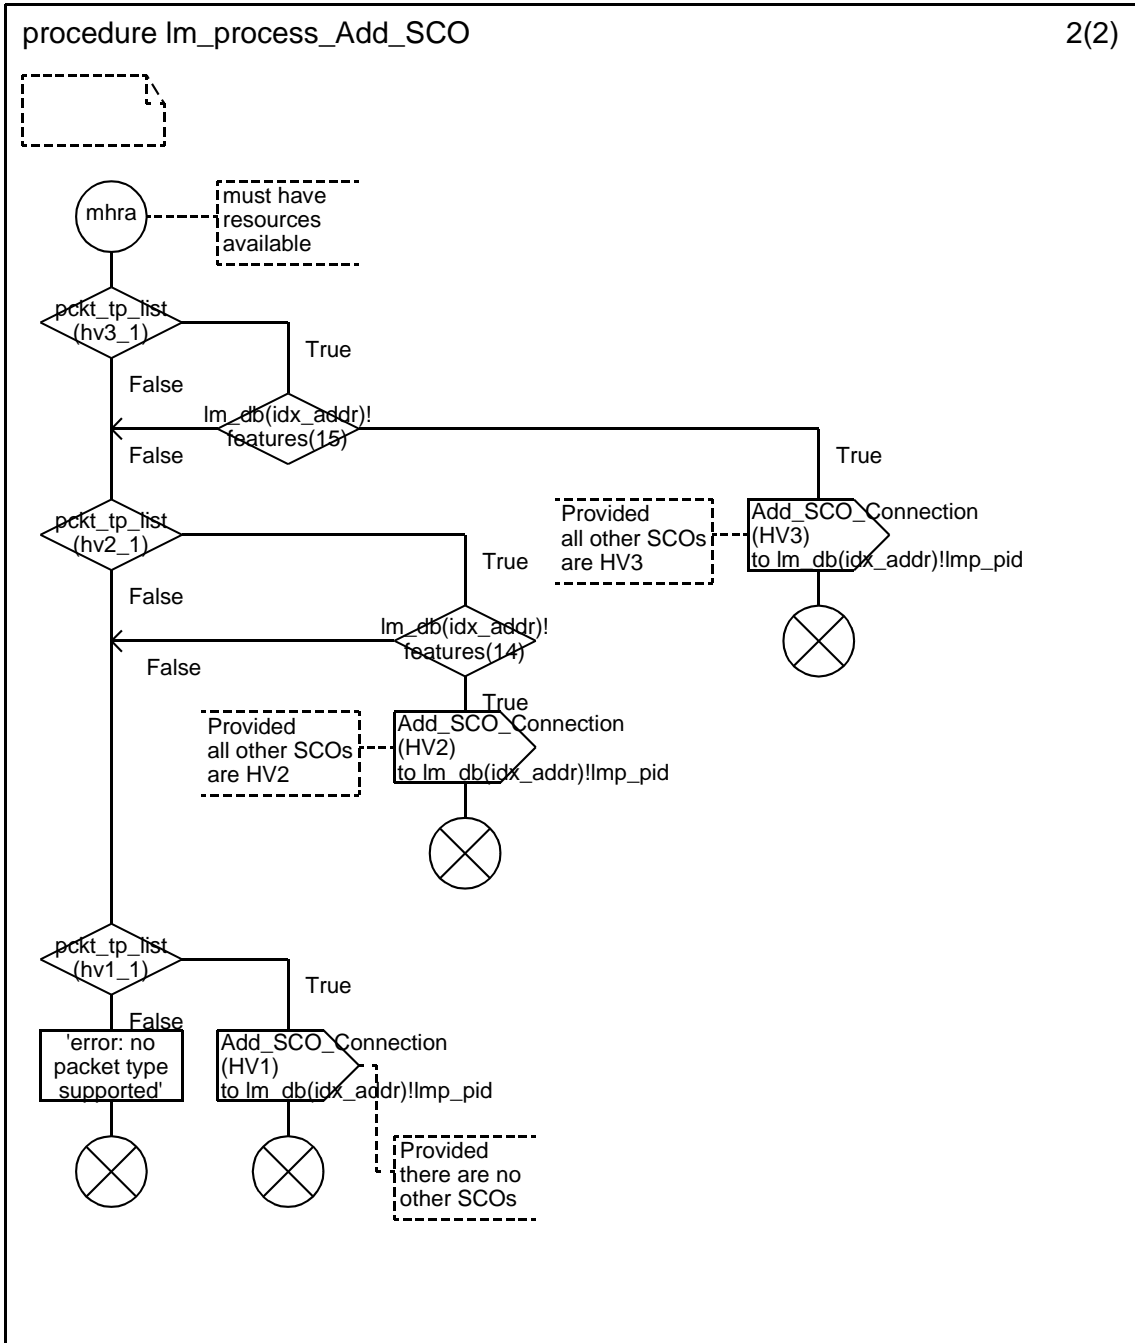 procedure lm_process_Add_SCO
2(2)
mhra
must have
resources
available
pckt_tp_list
(hv3_1)
True
False
lm_db(idx_addr)!
features(15)
False
True
pckt_tp_list
(hv2_1)
True
False
Provided
all other SCOs
are HV3
Add_SCO_Connection
(HV3)
to lm_db(idx_addr)!lmp_pid
lm_db(idx_addr)!
features(14)
False
True
Provided
all other SCOs
are HV2
Add_SCO_Connection
(HV2)
to lm_db(idx_addr)!lmp_pid
pckt_tp_list
(hv1_1)
True
False
'error: no
packet type
supported'
Add_SCO_Connection
(HV1)
to lm_db(idx_addr)!lmp_pid
Provided
there are no
other SCOs